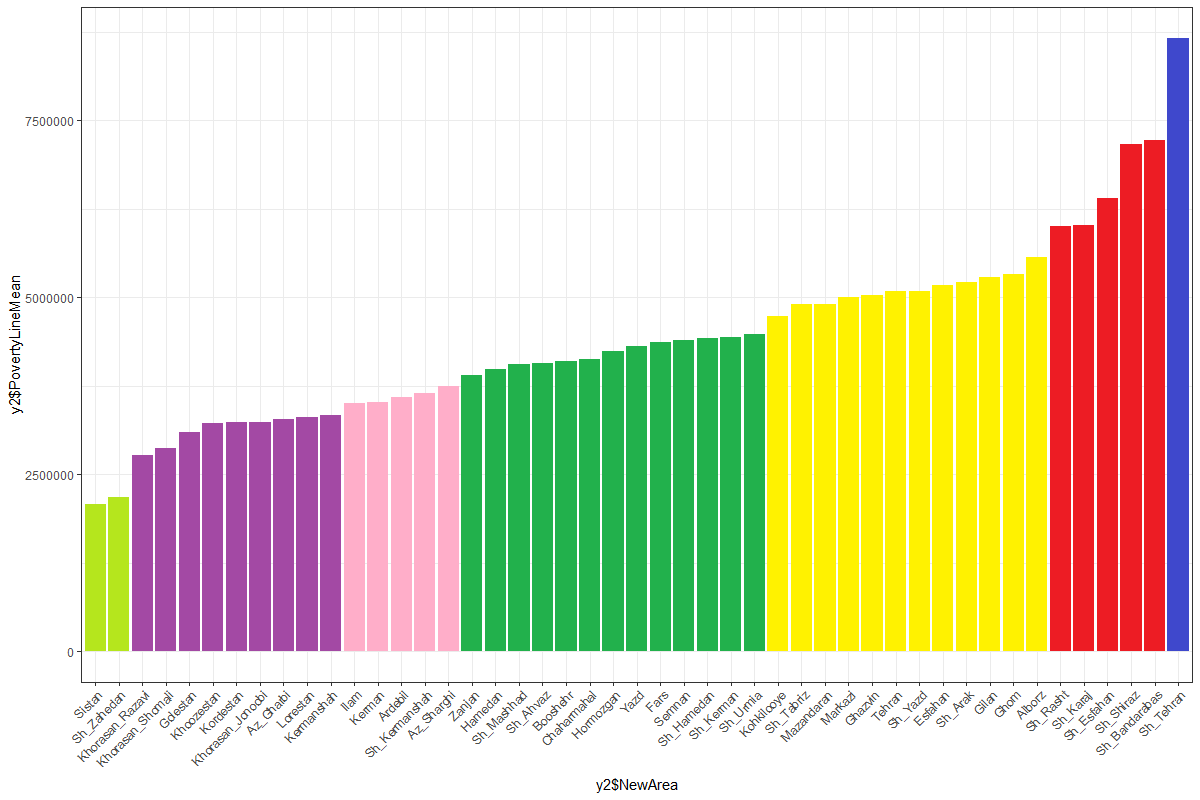 y2$PovertyLineMean
7500000
5000000
2500000
0
Sistan
Sh_Zahedan
Khorasan_Razavi
Khorasan_Shomali
Golestan
Khoozestan
Kordestan
Khorasan_Jonoobi
Az_Gharbi
Lorestan
Kermanshah
Ilam
Kerman
Ardebil
Sh_Kermanshah
Az_Sharghi
Zanjan
Hamedan
Sh_Mashhad
Sh_Ahvaz
Booshehr
Chaharmahal
Hormozgan
Yazd
Fars
Semnan
Sh_Hamedan
Sh_Kerman
Sh_Urmia
Kohkilooye
Sh_Tabriz
Mazandaran
Markazi
Ghazvin
Tehran
Sh_Yazd
Esfahan
Sh_Arak
Gilan
Ghom
Alborz
Sh_Rasht
Sh_Karaj
Sh_Esfahan
Sh_Shiraz
Sh_Bandarabas
Sh_Tehran
y2$NewArea